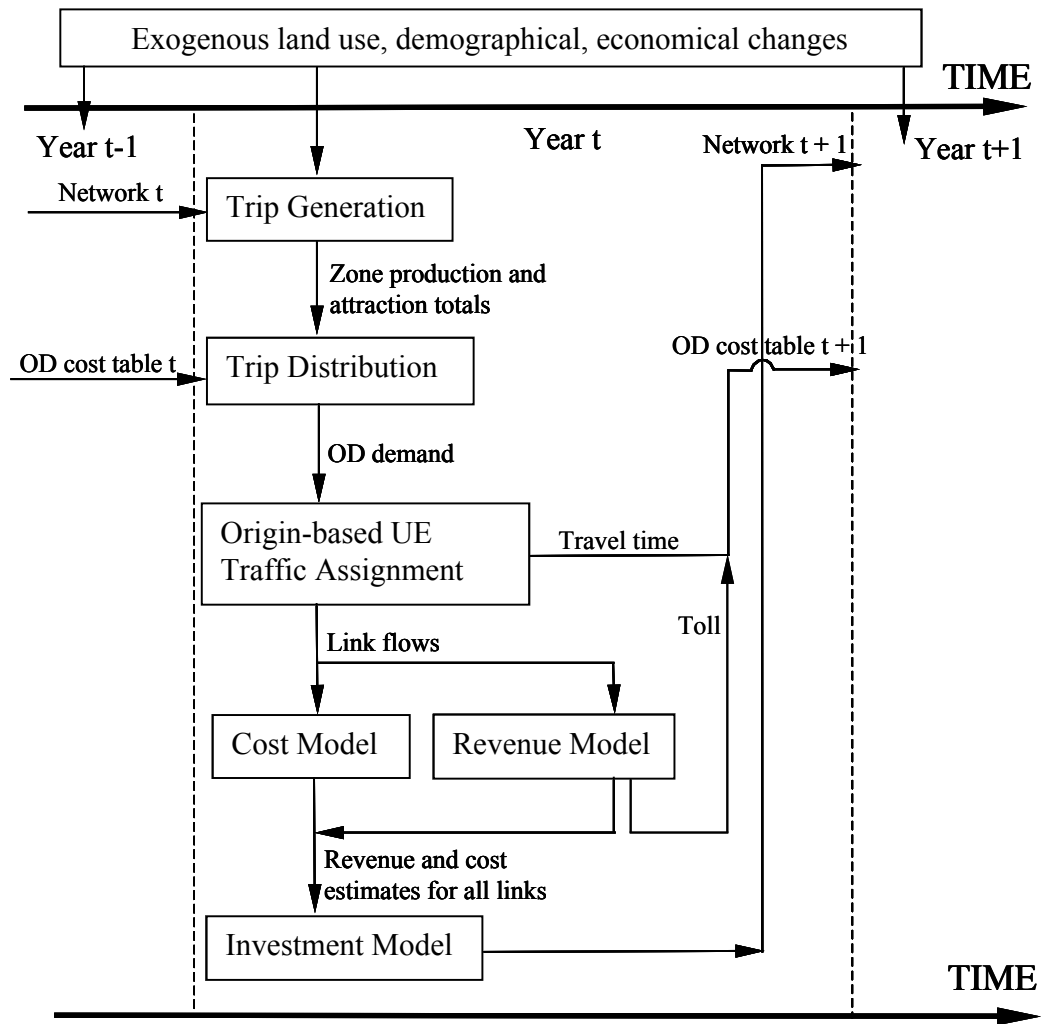 Exogenous land use, demographical, economical changes
TIME
Year t-1
Year t
Network t + 1
Year t+1
Network t
Trip Generation
Zone production and
attraction totals
OD cost table t
Trip Distribution
OD cost table t + 1
OD demand
Origin-based UE
Traffic Assignment
Travel time
Toll
Link flows
Cost Model
Revenue Model
Revenue and cost
estimates for all links
Investment Model
TIME